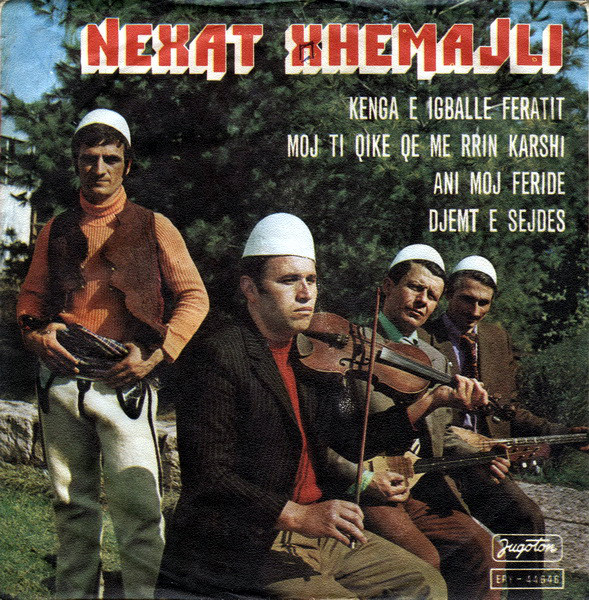 NEXAT XHEMAJLI
KENGA E IGBALLE FERATIT
MOJ TI QIKE QE ME RRIN KARSHI
ANI MOJ FERIDE
DJEMT E SEJDES
Jugoton
EPY - 44646